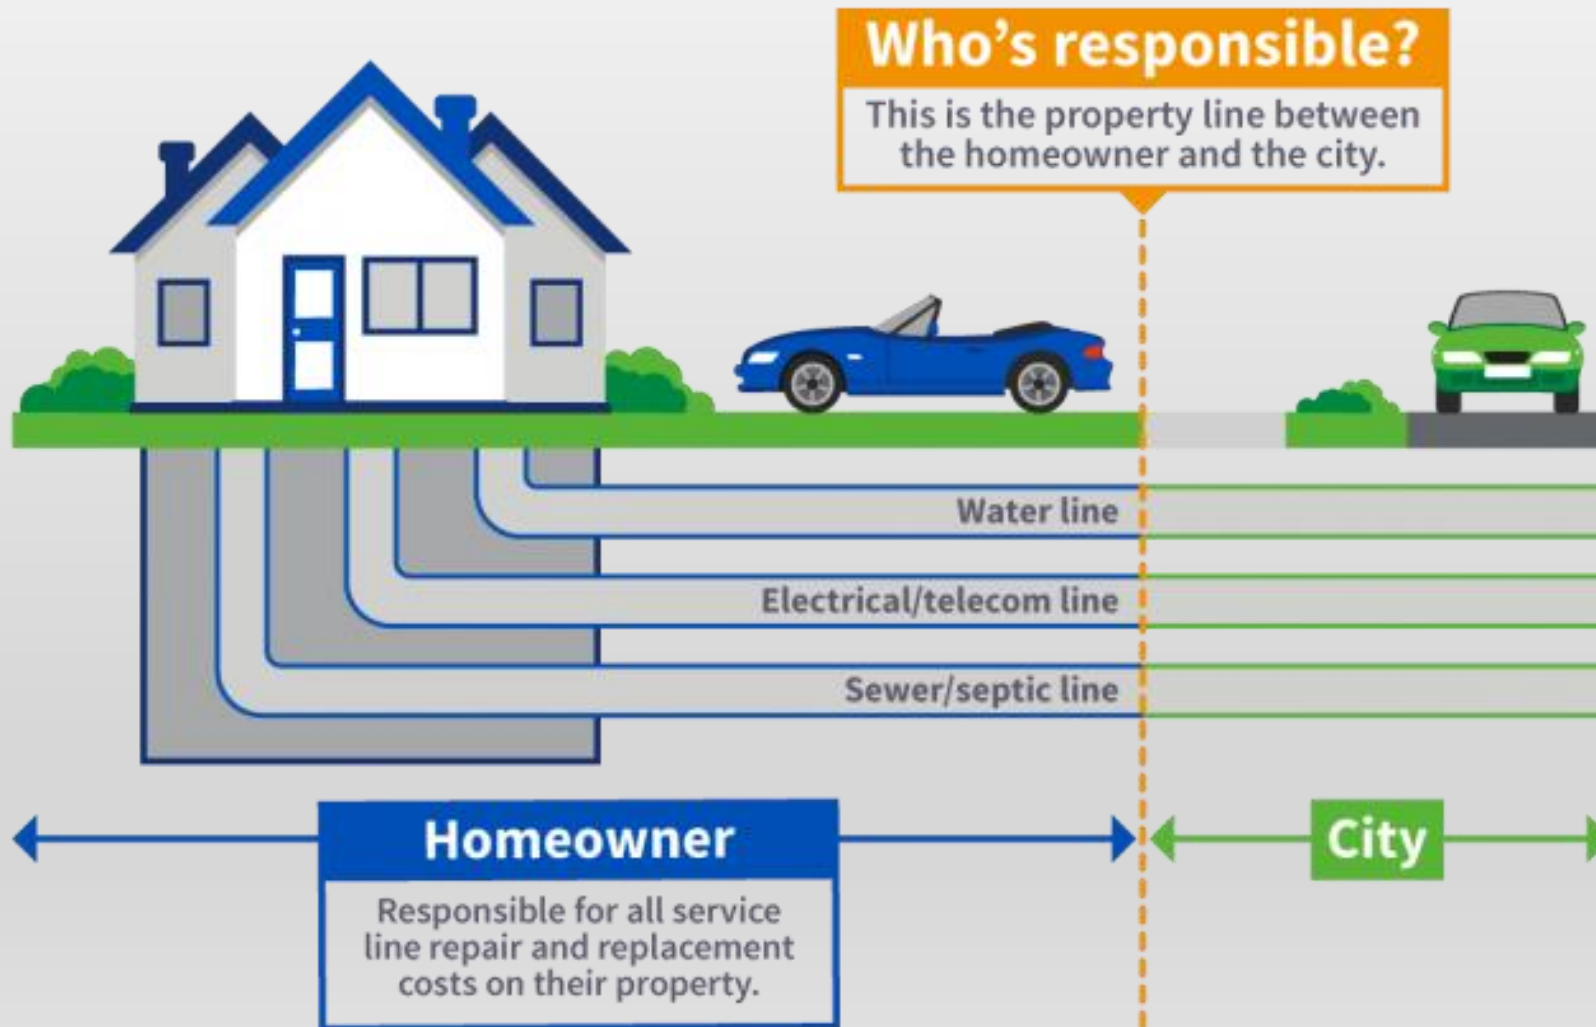 Who's responsible?
This is the property line between
the homeowner and the city.
Water line
Electrical/telecom line
Sewer/septic line
Homeowner
Responsible for all service
line repair and replacement
costs on their property.
City